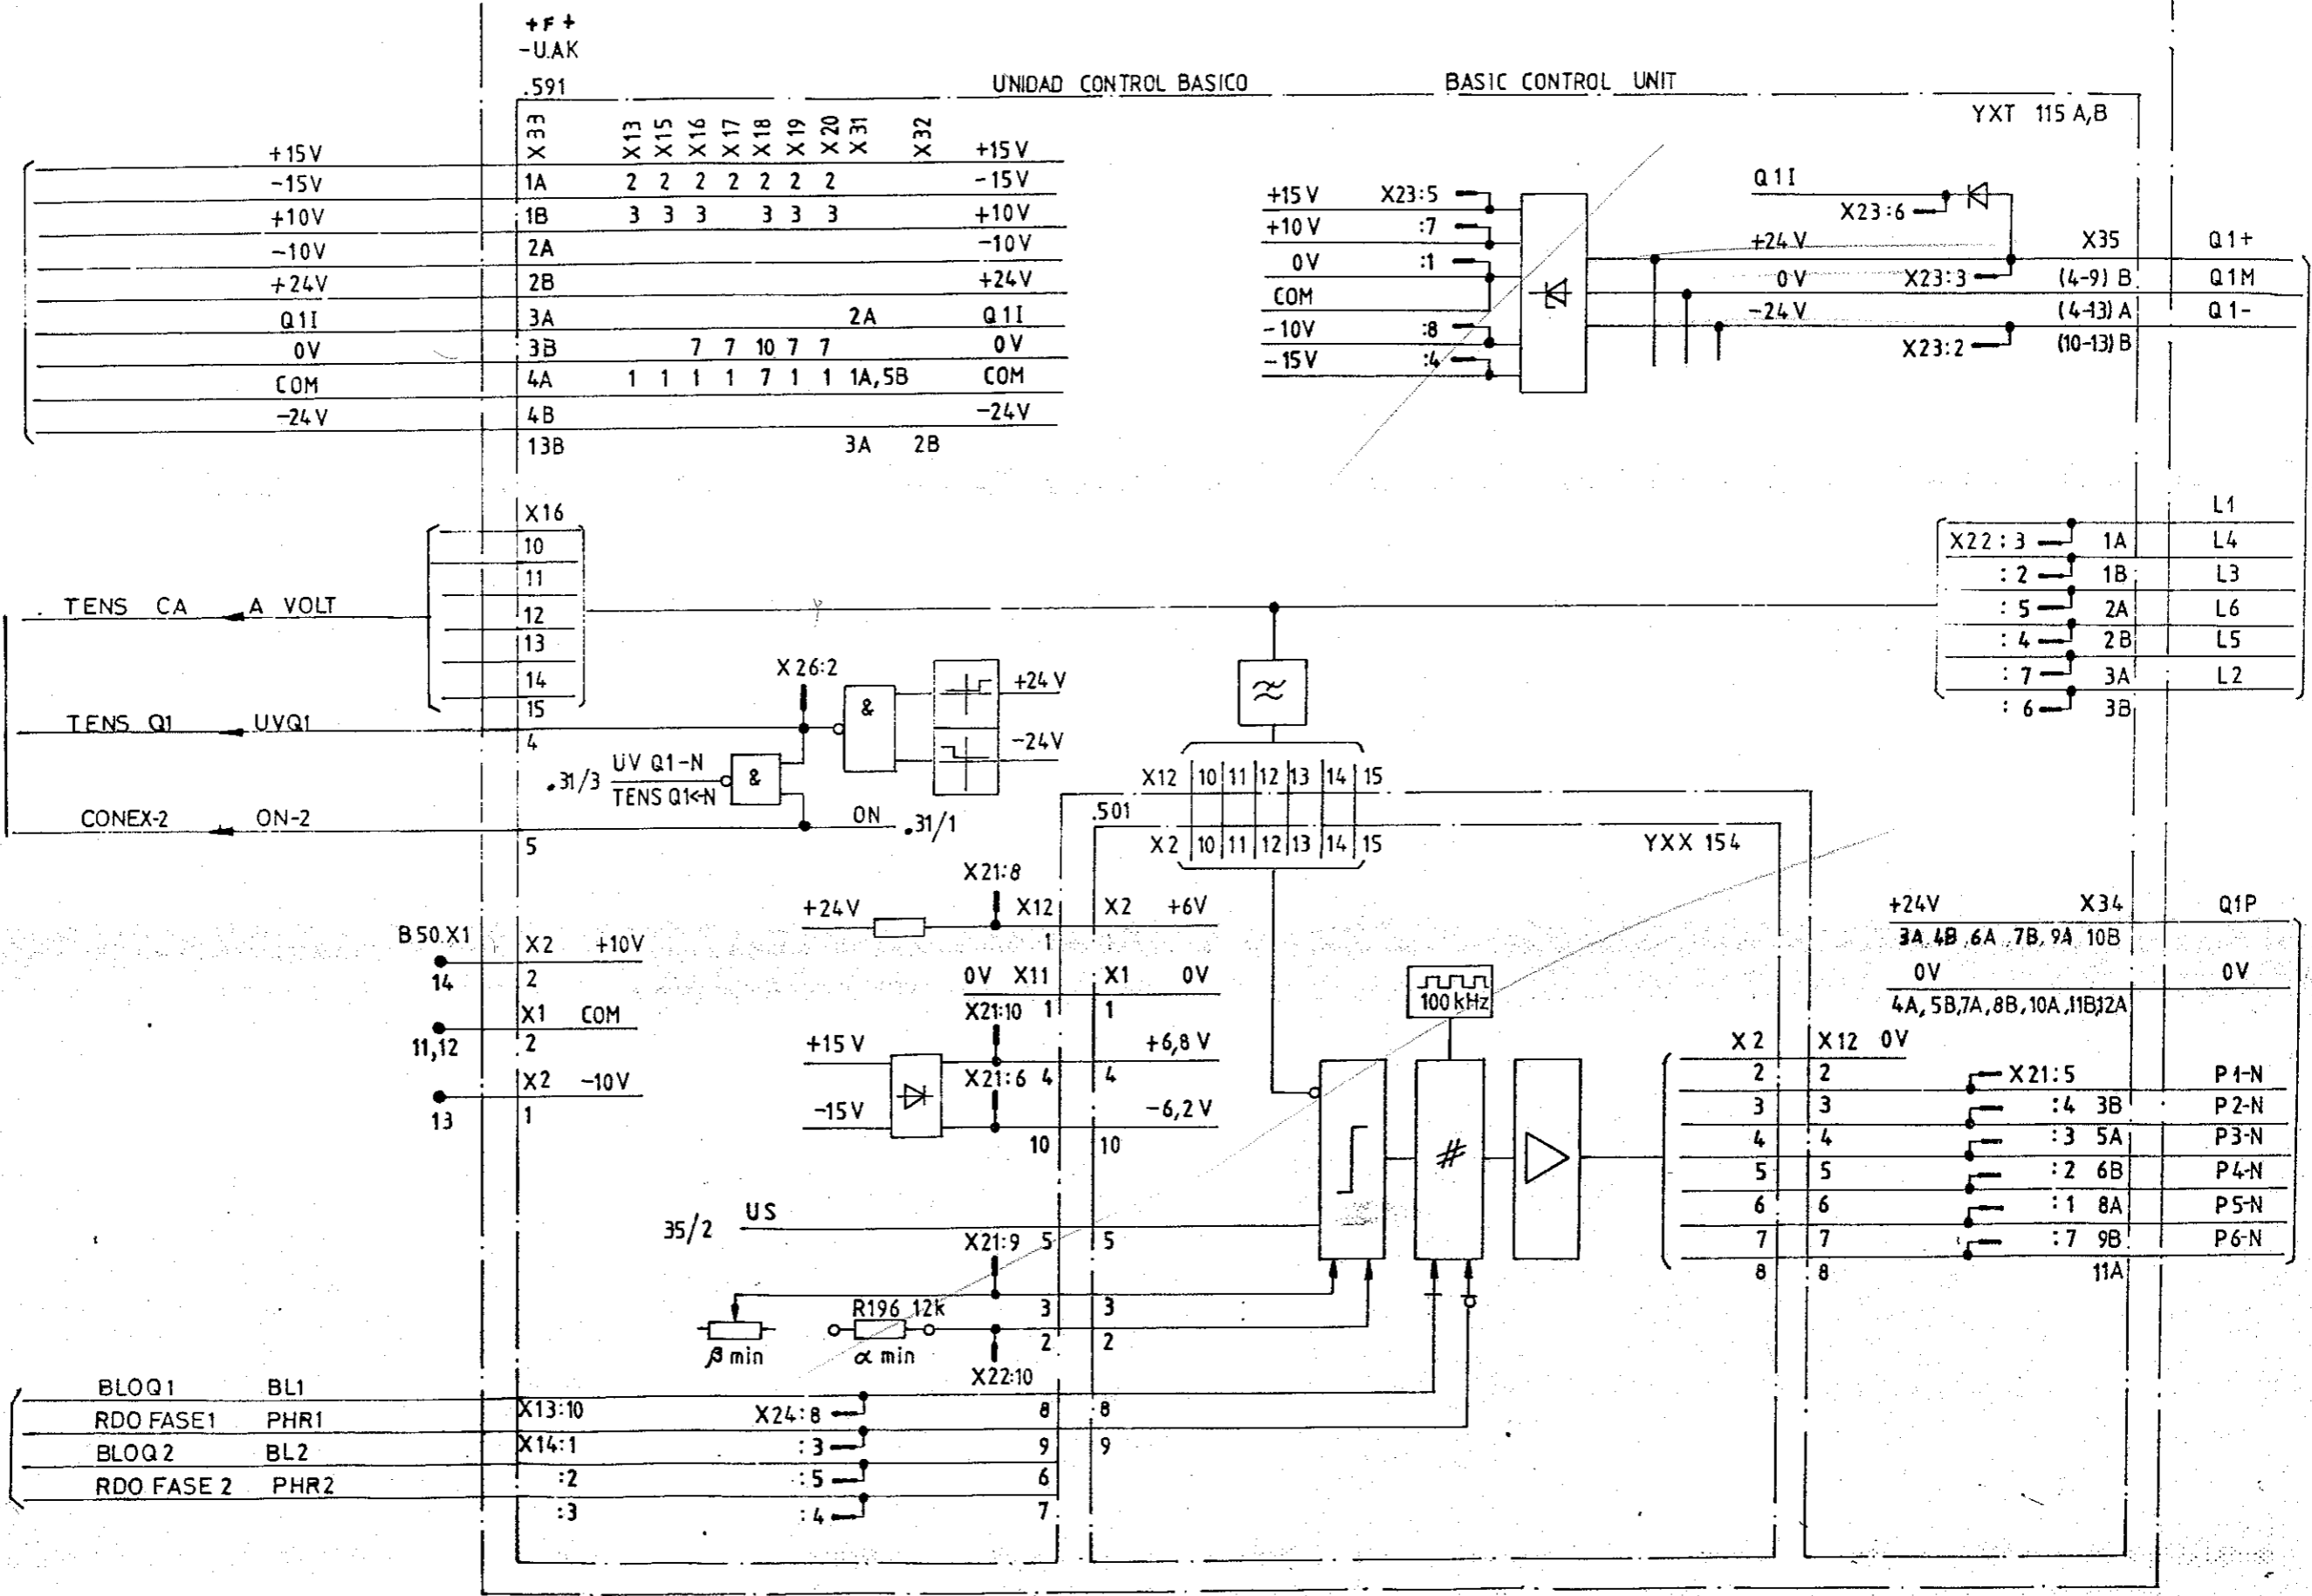 +F+
-U.AK
.591
UNIDAD CONTROL BASICO BASIC CONTROL UNIT
YXT 115 A,B
X33 X13 X15 X16 X17 X18 X19 X20 X31 X32
+15V +15V
-15V 1A 2 2 2 2 2 2 2 -15V
+10V 1B 3 3 3 3 3 3 +10V
-10V 2A -10V
+24V 2B +24V
Q1I 3A 2A Q1I
0V 3B 7 7 10 7 7 0V
COM 4A 1 1 1 1 7 1 1 1A,5B COM
-24V 4B -24V
13B 3A 2B
+15V X23:5
+10V :7
0V :1
COM
-10V :8
-15V :4
Q1I
X23:6
+24V X35 Q1+
0V X23:3 (4-9) B Q1M
-24V (4-13) A Q1-
X23:2 (10-13) B
X16
10
11
12
13
14
15
L1
X22:3 1A L4
:2 1B L3
:5 2A L6
:4 2B L5
:7 3A L2
:6 3B
TENS CA A VOLT
X26:2
& +24V
-24V
TENS Q1 UVQ1
4
.31/3 UV Q1-N
TENS Q1<-N
&
CONEX-2 ON-2 ON .31/1
5
≈
X12 10 11 12 13 14 15
.501
X2 10 11 12 13 14 15
YXX 154
X21:8
+24V X12 X2 +6V
1
B50.X1 X2 +10V
14 2
0V X11 X1 0V
X21:10 1 1
X1 COM
11,12 2
+15V +6,8V
X21:6 4 4
X2 -10V
13 1
-15V -6,2V
10 10
100 kHz
#
+24V X34 Q1P
3A 4B 6A 7B, 9A 10B
0V 0V
4A, 5B,7A,8B,10A,11B,12A
X2 X12 0V
2 2 X21:5 P1-N
3 3 :4 3B P2-N
4 4 :3 5A P3-N
5 5 :2 6B P4-N
6 6 :1 8A P5-N
7 7 :7 9B P6-N
8 8 11A
35/2 US
X21:9 5 5
R196 12k 3 3
β min α min 2 2
X22:10
BLOQ1 BL1
X13:10 X24:8 8 8
RDO FASE1 PHR1
X14:1 :3 9 9
BLOQ2 BL2
:2 :5 6
RDO FASE 2 PHR2
:3 :4 7